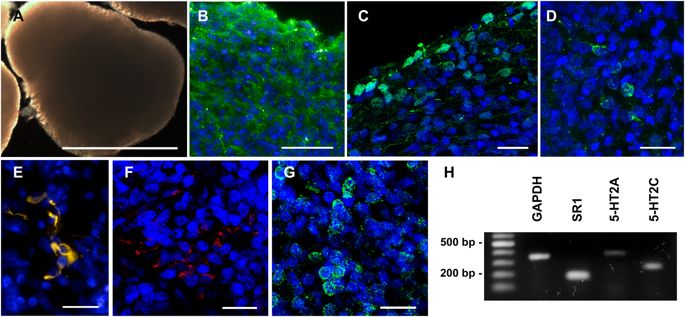 A
B
C
D
E
F
G
H
GAPDH
SR1
5-HT2A
5-HT2C
500 bp -
200 bp -